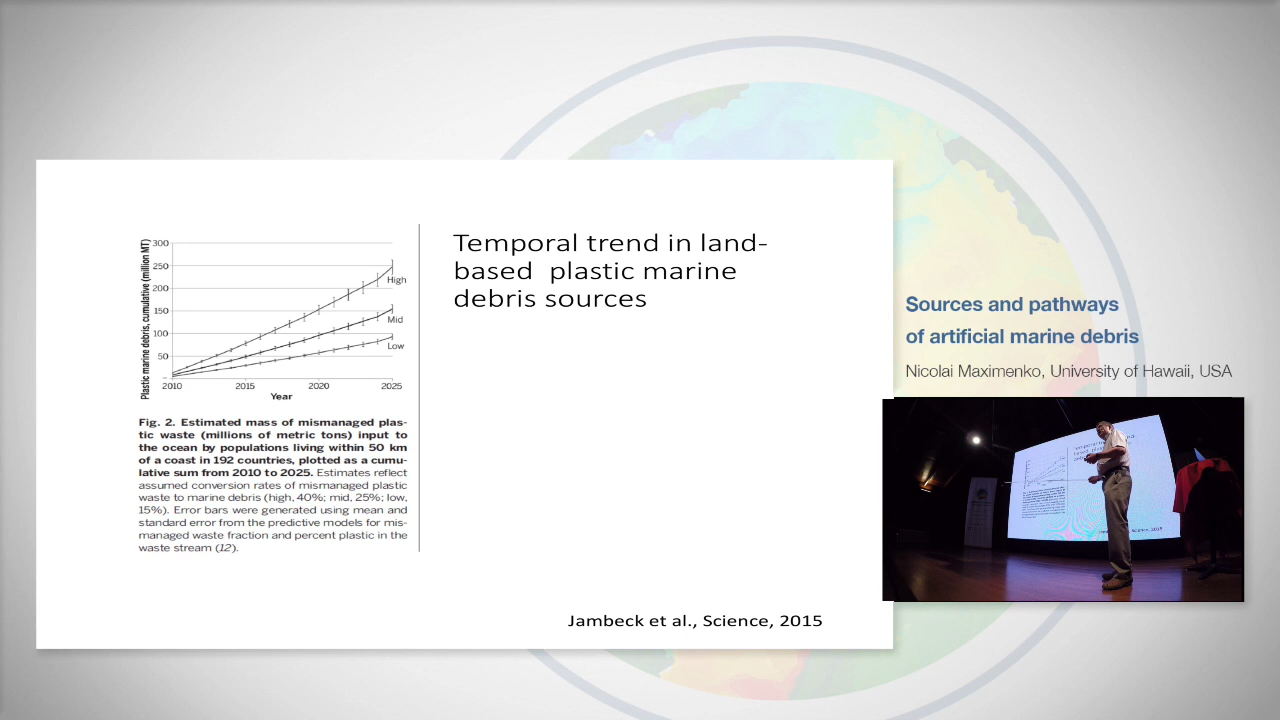 Temporal trend in land-
based plastic marine
debris sources
Plastic marine debris, cumulative (million MT)
300
250
200
150
100
50
–
High
Mid
Low
2010
2015
2020
2025
Year
Fig. 2. Estimated mass of mismanaged plas-
tic waste (millions of metric tons) input to
the ocean by populations living within 50 km
of a coast in 192 countries, plotted as a cumu-
lative sum from 2010 to 2025. Estimates reflect
assumed conversion rates of mismanaged plastic
waste to marine debris (high, 40%; mid, 25%; low,
15%). Error bars were generated using mean and
standard error from the predictive models for mis-
managed waste fraction and percent plastic in the
waste stream (12).
Jambeck et al., Science, 2015
Sources and pathways
of artificial marine debris
Nicolai Maximenko, University of Hawaii, USA